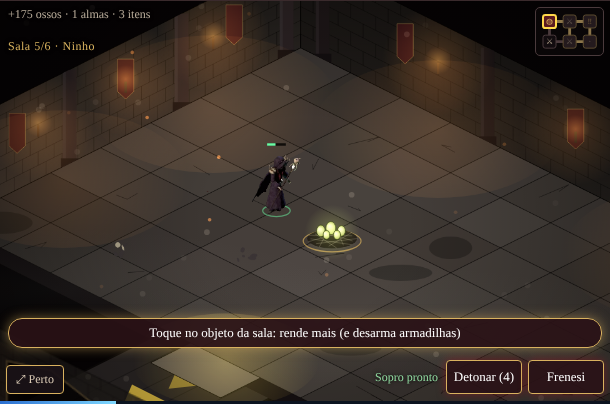 +175 ossos · 1 almas · 3 itens
Sala 5/6 · Ninho
Toque no objeto da sala: rende mais (e desarma armadilhas)
⤢ Perto
Sopro pronto
Detonar (4)
Frenesi